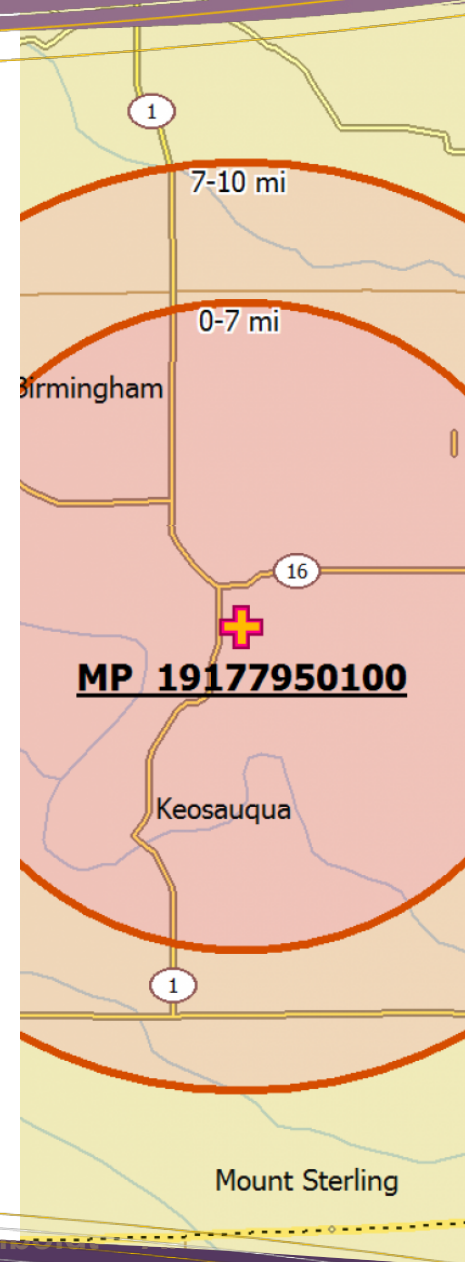 1
7-10 mi
0-7 mi
Birmingham
16
MP 19177950100
Keosauqua
1
Mount Sterling